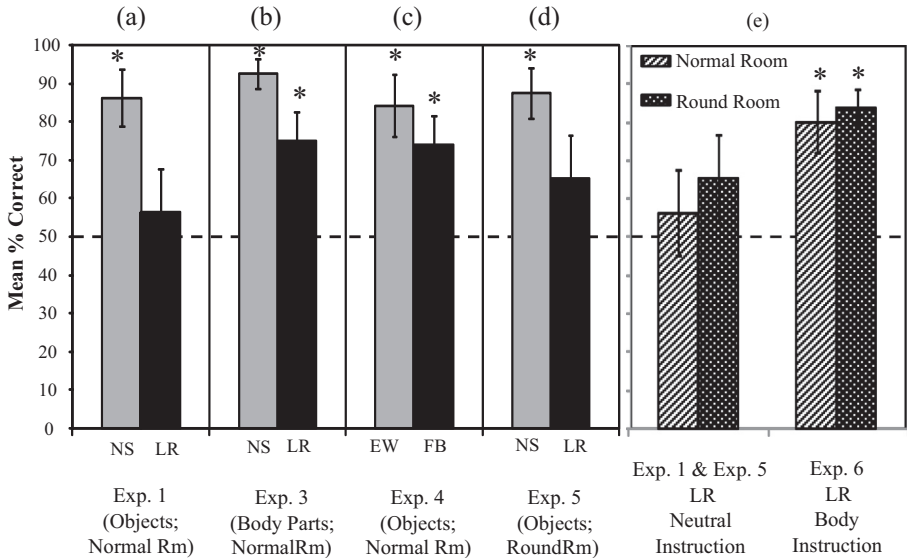 (a) (b) (c) (d) (e)
Mean % Correct
100
90
80
70
60
50
40
30
20
10
0
* * * * * * * *
Normal Room
Round Room
NS LR NS LR EW FB NS LR
Exp. 1
(Objects;
Normal Rm)
Exp. 3
(Body Parts;
NormalRm)
Exp. 4
(Objects;
Normal Rm)
Exp. 5
(Objects;
RoundRm)
Exp. 1 & Exp. 5
LR
Neutral
Instruction
Exp. 6
LR
Body
Instruction